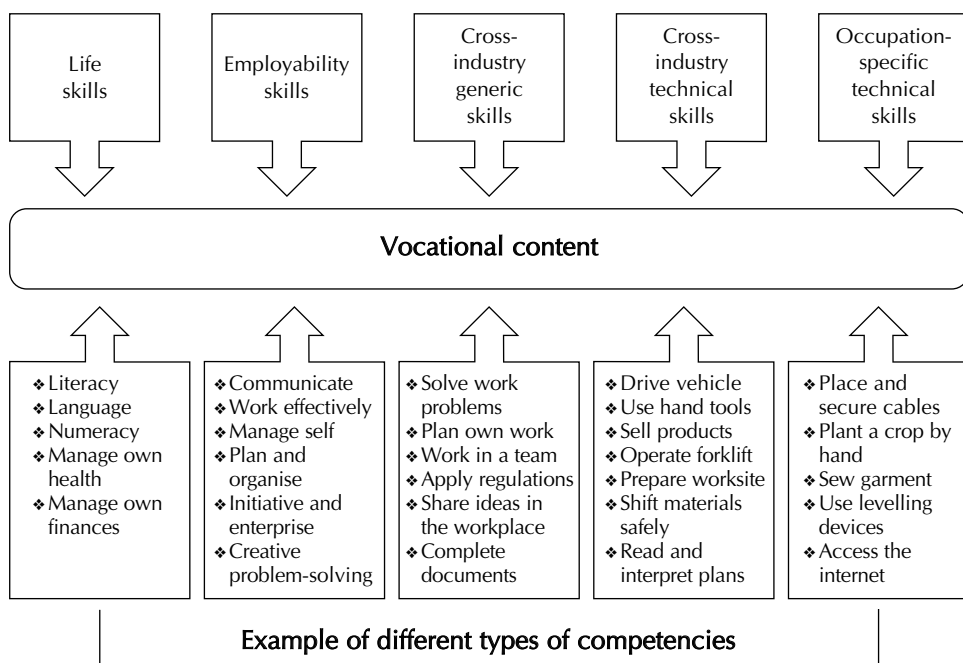 Life
skills
Employability
skills
Cross-
industry
generic
skills
Cross-
industry
technical
skills
Occupation-
specific
technical
skills
Vocational content
❖ Literacy
❖ Language
❖ Numeracy
❖ Manage own
health
❖ Manage own
finances
❖ Communicate
❖ Work effectively
❖ Manage self
❖ Plan and
organise
❖ Initiative and
enterprise
❖ Creative
problem-solving
❖ Solve work
problems
❖ Plan own work
❖ Work in a team
❖ Apply regulations
❖ Share ideas in
the workplace
❖ Complete
documents
❖ Drive vehicle
❖ Use hand tools
❖ Sell products
❖ Operate forklift
❖ Prepare worksite
❖ Shift materials
safely
❖ Read and
interpret plans
❖ Place and
secure cables
❖ Plant a crop by
hand
❖ Sew garment
❖ Use levelling
devices
❖ Access the
internet
Example of different types of competencies